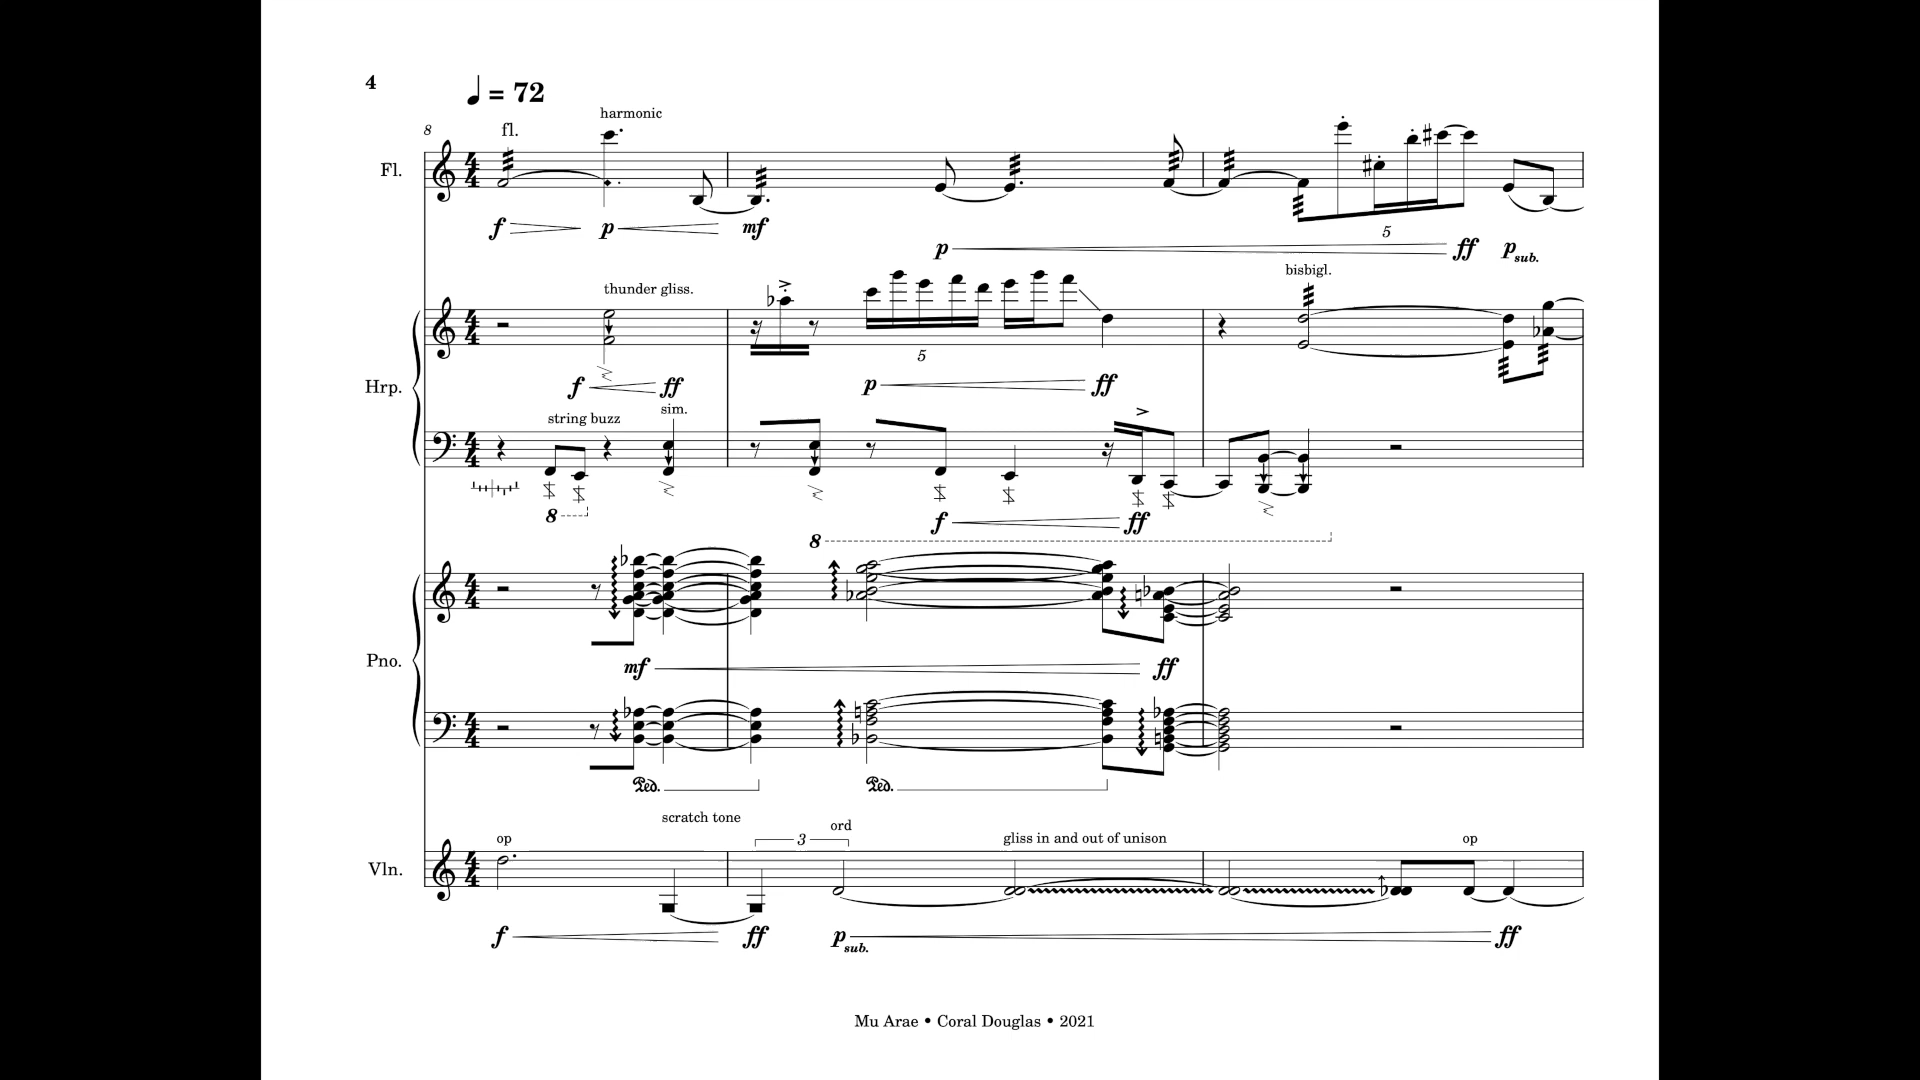 4
♩ = 72
harmonic
8
fl.
Fl.
f p mf
5
p ff p sub.
bisbigl.
thunder gliss.
5
f ff p ff
Hrp.
sim.
string buzz
8
f ff
8
Pno.
mf ff
Ped. Ped.
scratch tone
ord
3
op gliss in and out of unison op
Vln.
f ff p sub. ff
Mu Arae • Coral Douglas • 2021